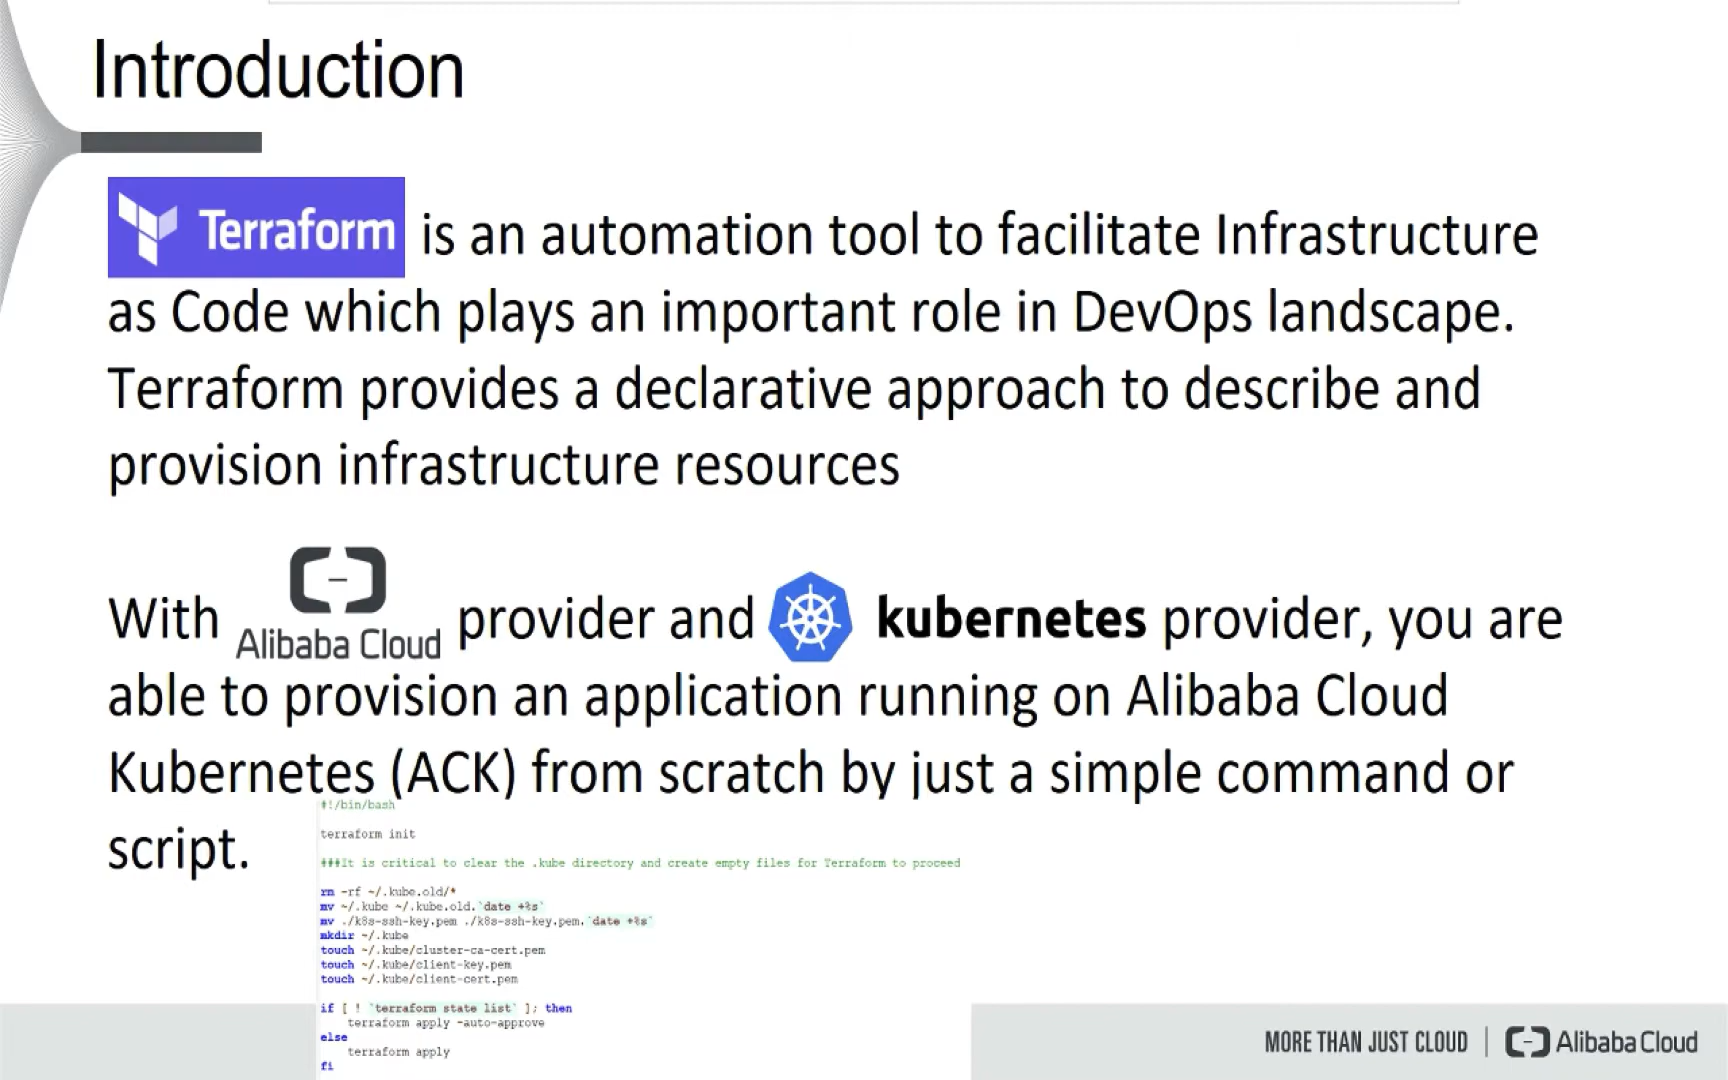 Introduction
Terraform is an automation tool to facilitate Infrastructure
as Code which plays an important role in DevOps landscape.
Terraform provides a declarative approach to describe and
provision infrastructure resources
With Alibaba Cloud provider and kubernetes provider, you are
able to provision an application running on Alibaba Cloud
Kubernetes (ACK) from scratch by just a simple command or
script.
#!/bin/bash
terraform init
###It is critical to clear the .kube directory and create empty files for Terraform to proceed
rm -rf ~/.kube.old/*
mv ~/.kube ~/.kube.old.`date +%s`
mv ./k8s-ssh-key.pem ./k8s-ssh-key.pem.`date +%s`
mkdir ~/.kube
touch ~/.kube/cluster-ca-cert.pem
touch ~/.kube/client-key.pem
touch ~/.kube/client-cert.pem
if [ ! `terraform state list` ]; then
terraform apply -auto-approve
else
terraform apply
fi
MORE THAN JUST CLOUD | Alibaba Cloud